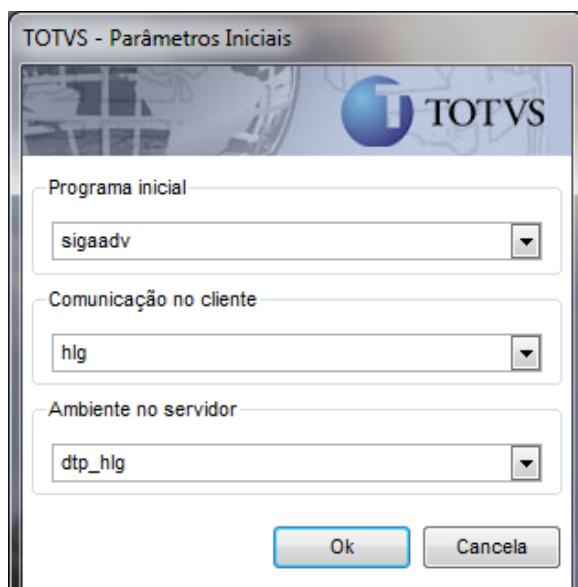 TOTVS - Parâmetros Iniciais
TOTVS
Programa inicial
sigaadv
Comunicação no cliente
hlg
Ambiente no servidor
dtp_hlg
Ok
Cancela